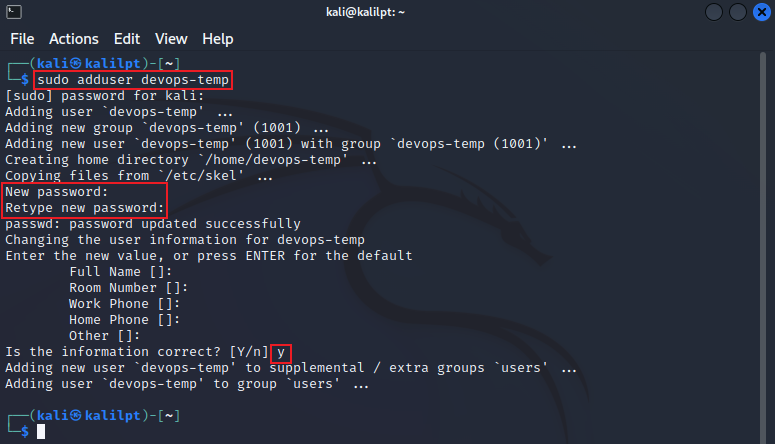 kali@kalilpt: ~
File Actions Edit View Help
┌──(kali㉿kalilpt)-[~]
└─$ sudo adduser devops-temp
[sudo] password for kali:
Adding user `devops-temp' ...
Adding new group `devops-temp' (1001) ...
Adding new user `devops-temp' (1001) with group `devops-temp (1001)' ...
Creating home directory `/home/devops-temp' ...
Copying files from `/etc/skel' ...
New password:
Retype new password:
passwd: password updated successfully
Changing the user information for devops-temp
Enter the new value, or press ENTER for the default
Full Name []:
Room Number []:
Work Phone []:
Home Phone []:
Other []:
Is the information correct? [Y/n] y
Adding new user `devops-temp' to supplemental / extra groups `users' ...
Adding user `devops-temp' to group `users' ...
┌──(kali㉿kalilpt)-[~]
└─$